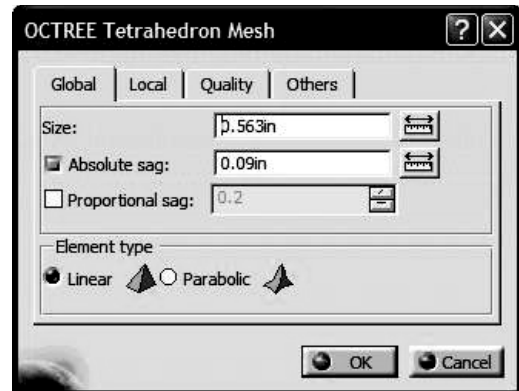 OCTREE Tetrahedron Mesh ? X
Global Local Quality Others
Size: 0.563in
Absolute sag: 0.09in
Proportional sag: 0.2
Element type
Linear Parabolic
OK Cancel